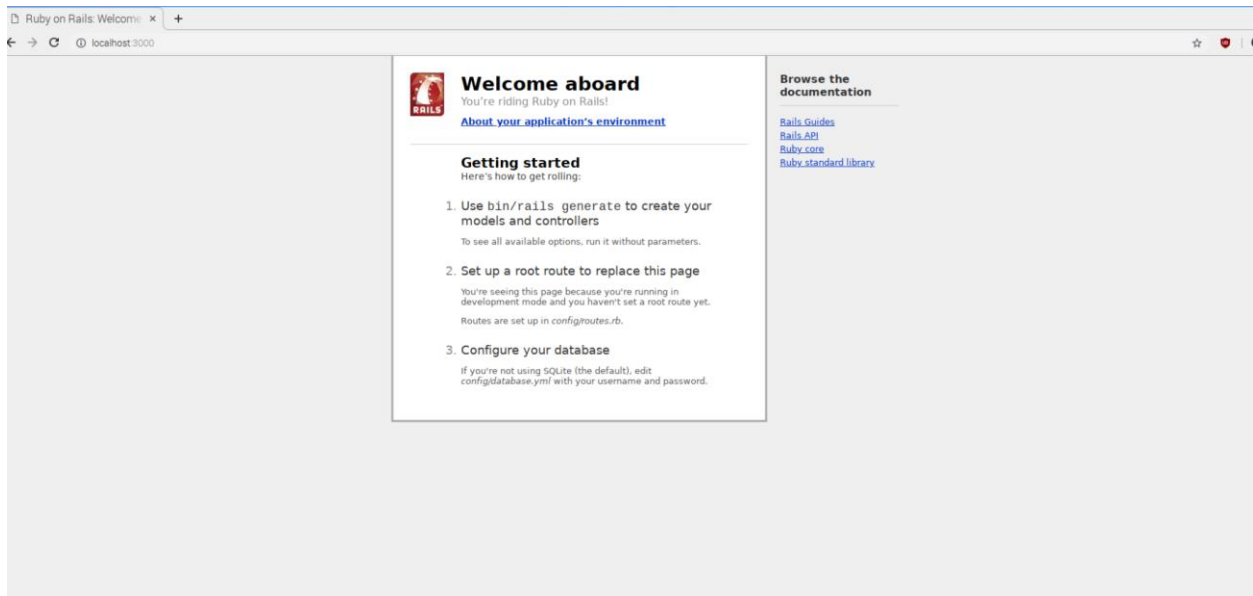 Ruby on Rails: Welcome
localhost:3000
RAILS
Welcome aboard
You're riding Ruby on Rails!
About your application's environment
Getting started
Here's how to get rolling:
1. Use bin/rails generate to create your
models and controllers
To see all available options, run it without parameters.
2. Set up a root route to replace this page
You're seeing this page because you're running in
development mode and you haven't set a root route yet.
Routes are set up in config/routes.rb.
3. Configure your database
If you're not using SQLite (the default), edit
config/database.yml with your username and password.
Browse the
documentation
Rails Guides
Rails API
Ruby core
Ruby standard library